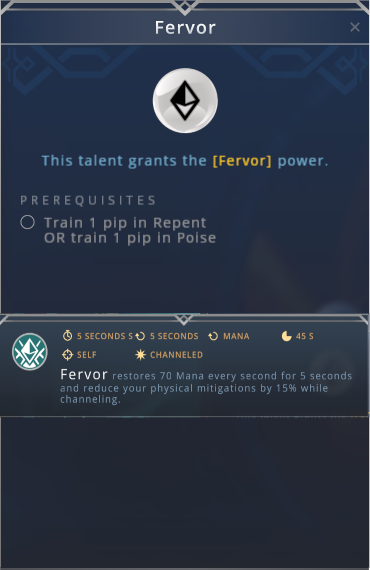 Fervor
This talent grants the [Fervor] power.
PREREQUISITES
Train 1 pip in Repent
OR train 1 pip in Poise
5 SECONDS S 5 SECONDS MANA 45 S
SELF CHANNELED
Fervor restores 70 Mana every second for 5 seconds
and reduce your physical mitigations by 15% while
channeling.